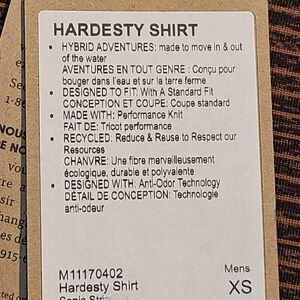 HARDESTY SHIRT
• HYBRID ADVENTURES: made to move in & out
of the water
AVENTURES EN TOUT GENRE : Conçu pour
bouger dans l'eau et sur la terre ferme
• DESIGNED TO FIT: With A Standard Fit
CONCEPTION ET COUPE: Coupe standard
• MADE WITH: Performance Knit
FAIT DE: Tricot performance
• RECYCLED: Reduce & Reuse to Respect our
Resources
CHANVRE: Une fibre merveilleusement
écologique, durable et polyvalente
• DESIGNED WITH: Anti-Odor Technology
DÉTAIL DE CONCEPTION: Technologie
anti-odeur
M11170402
Mens
Hardesty Shirt
XS